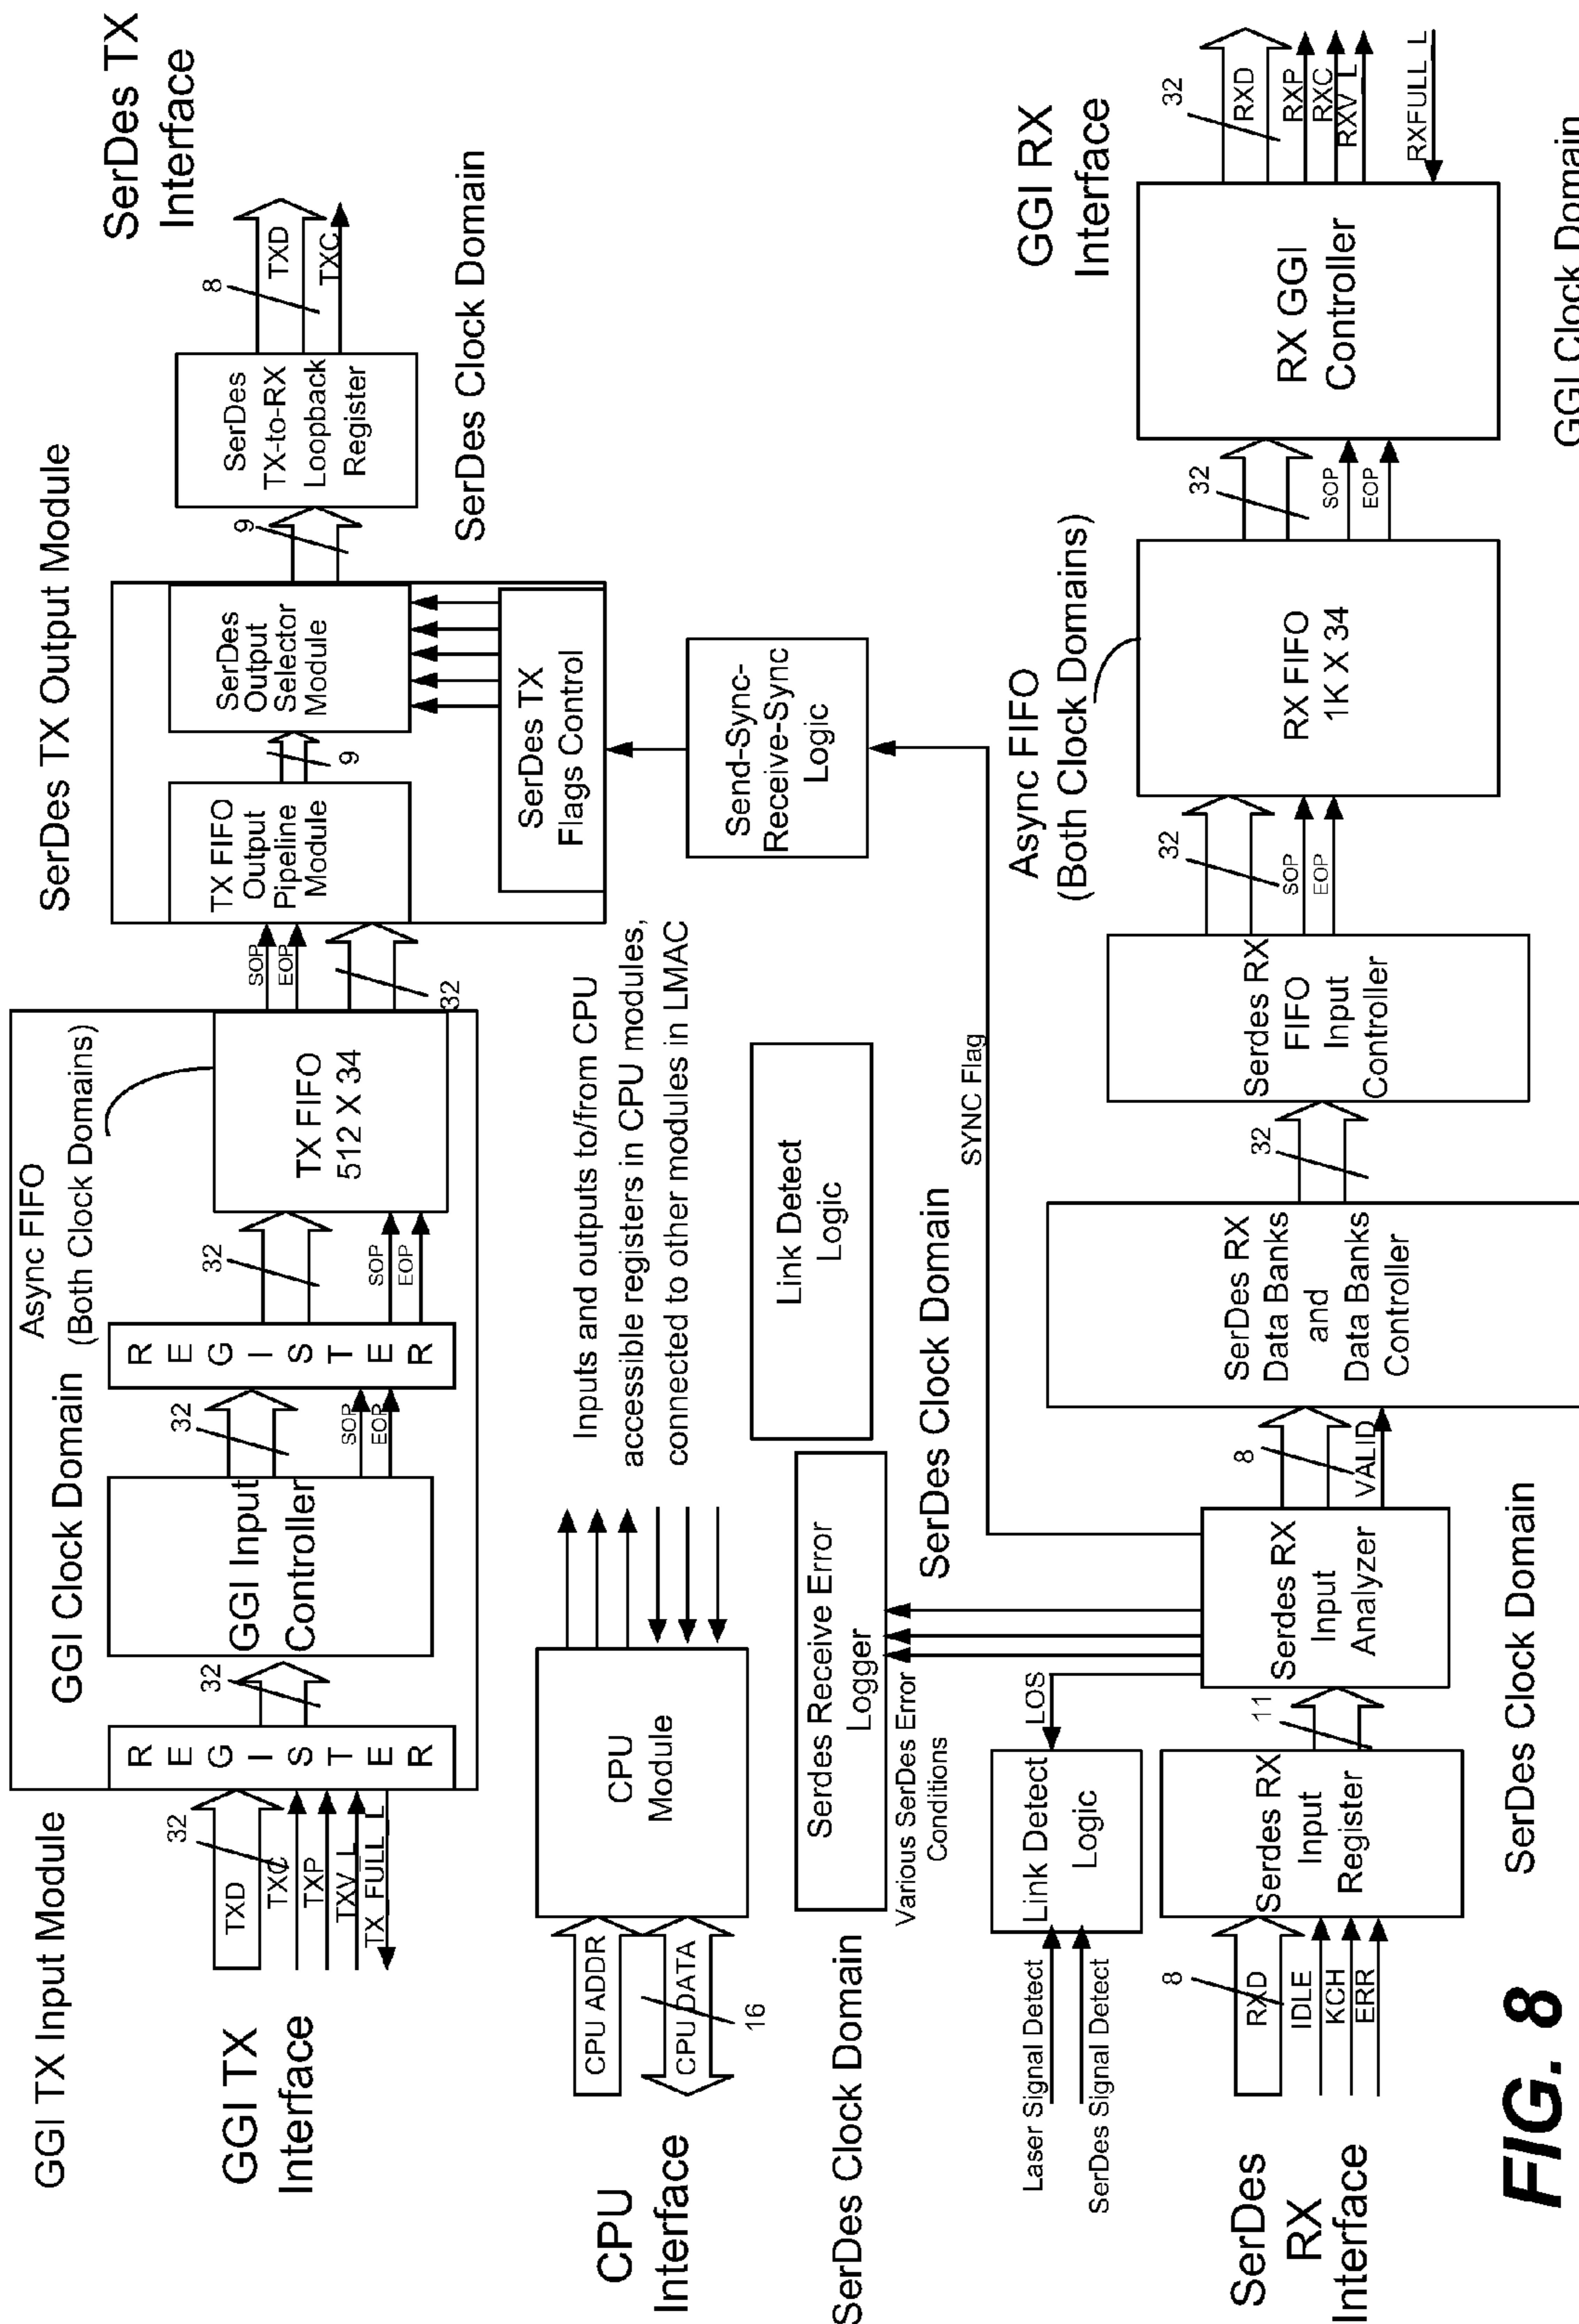 GGI TX Input Module
GGI Clock Domain
Async FIFO
(Both Clock Domains)
SerDes TX Output Module
SerDes TX
Interface
GGI TX
Interface
TXD
32
TXC
TXP
TXV_L
TX_FULL_L
R E G I S T E R
32
GGI Input
Controller
32
SOP
EOP
R E G I S T E R
32
SOP
EOP
TX FIFO
512 X 34
SOP
EOP
32
TX FIFO
Output
Pipeline
Module
9
SerDes
Output
Selector
Module
SerDes TX
Flags Control
9
SerDes
TX-to-RX
Loopback
Register
8
TXD
TXC
SerDes Clock Domain
CPU
Interface
CPU ADDR
CPU DATA
16
CPU
Module
Inputs and outputs to/from CPU
accessible registers in CPU modules,
connected to other modules in LMAC
Send-Sync-
Receive-Sync
Logic
SerDes Clock Domain
Serdes Receive Error
Logger
Various SerDes Error
Conditions
Link Detect
Logic
SerDes Clock Domain
SYNC Flag
Laser Signal Detect
SerDes Signal Detect
Link Detect
Logic
LOS
SerDes
RX
Interface
8
RXD
IDLE
KCH
ERR
Serdes RX
Input
Register
11
Serdes RX
Input
Analyzer
8
VALID
SerDes RX
Data Banks
and
Data Banks
Controller
32
Serdes RX
FIFO
Input
Controller
32
SOP
EOP
Async FIFO
(Both Clock Domains)
RX FIFO
1K X 34
32
SOP
EOP
RX GGI
Controller
GGI RX
Interface
32
RXD
RXP
RXC
RXV_L
RXFULL_L
SerDes Clock Domain
GGI Clock Domain
FIG. 8